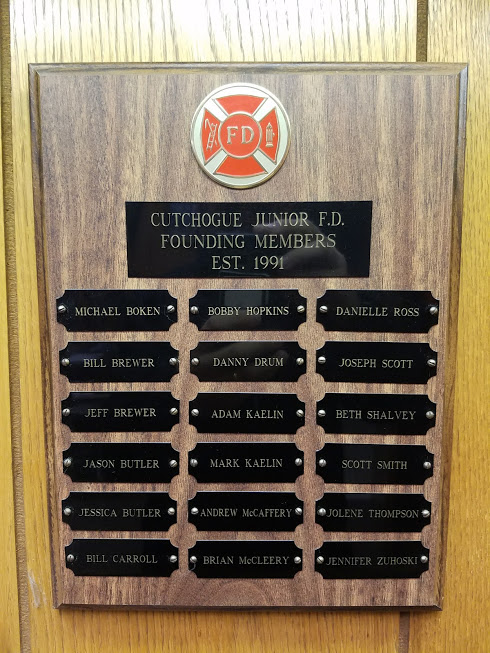 FD
CUTCHOGUE JUNIOR F.D.
FOUNDING MEMBERS
EST. 1991
MICHAEL BOKEN
BOBBY HOPKINS
DANIELLE ROSS
BILL BREWER
DANNY DRUM
JOSEPH SCOTT
JEFF BREWER
ADAM KAELIN
BETH SHALVEY
JASON BUTLER
MARK KAELIN
SCOTT SMITH
JESSICA BUTLER
ANDREW McCAFFERY
JOLENE THOMPSON
BILL CARROLL
BRIAN McCLEERY
JENNIFER ZUHOSKI